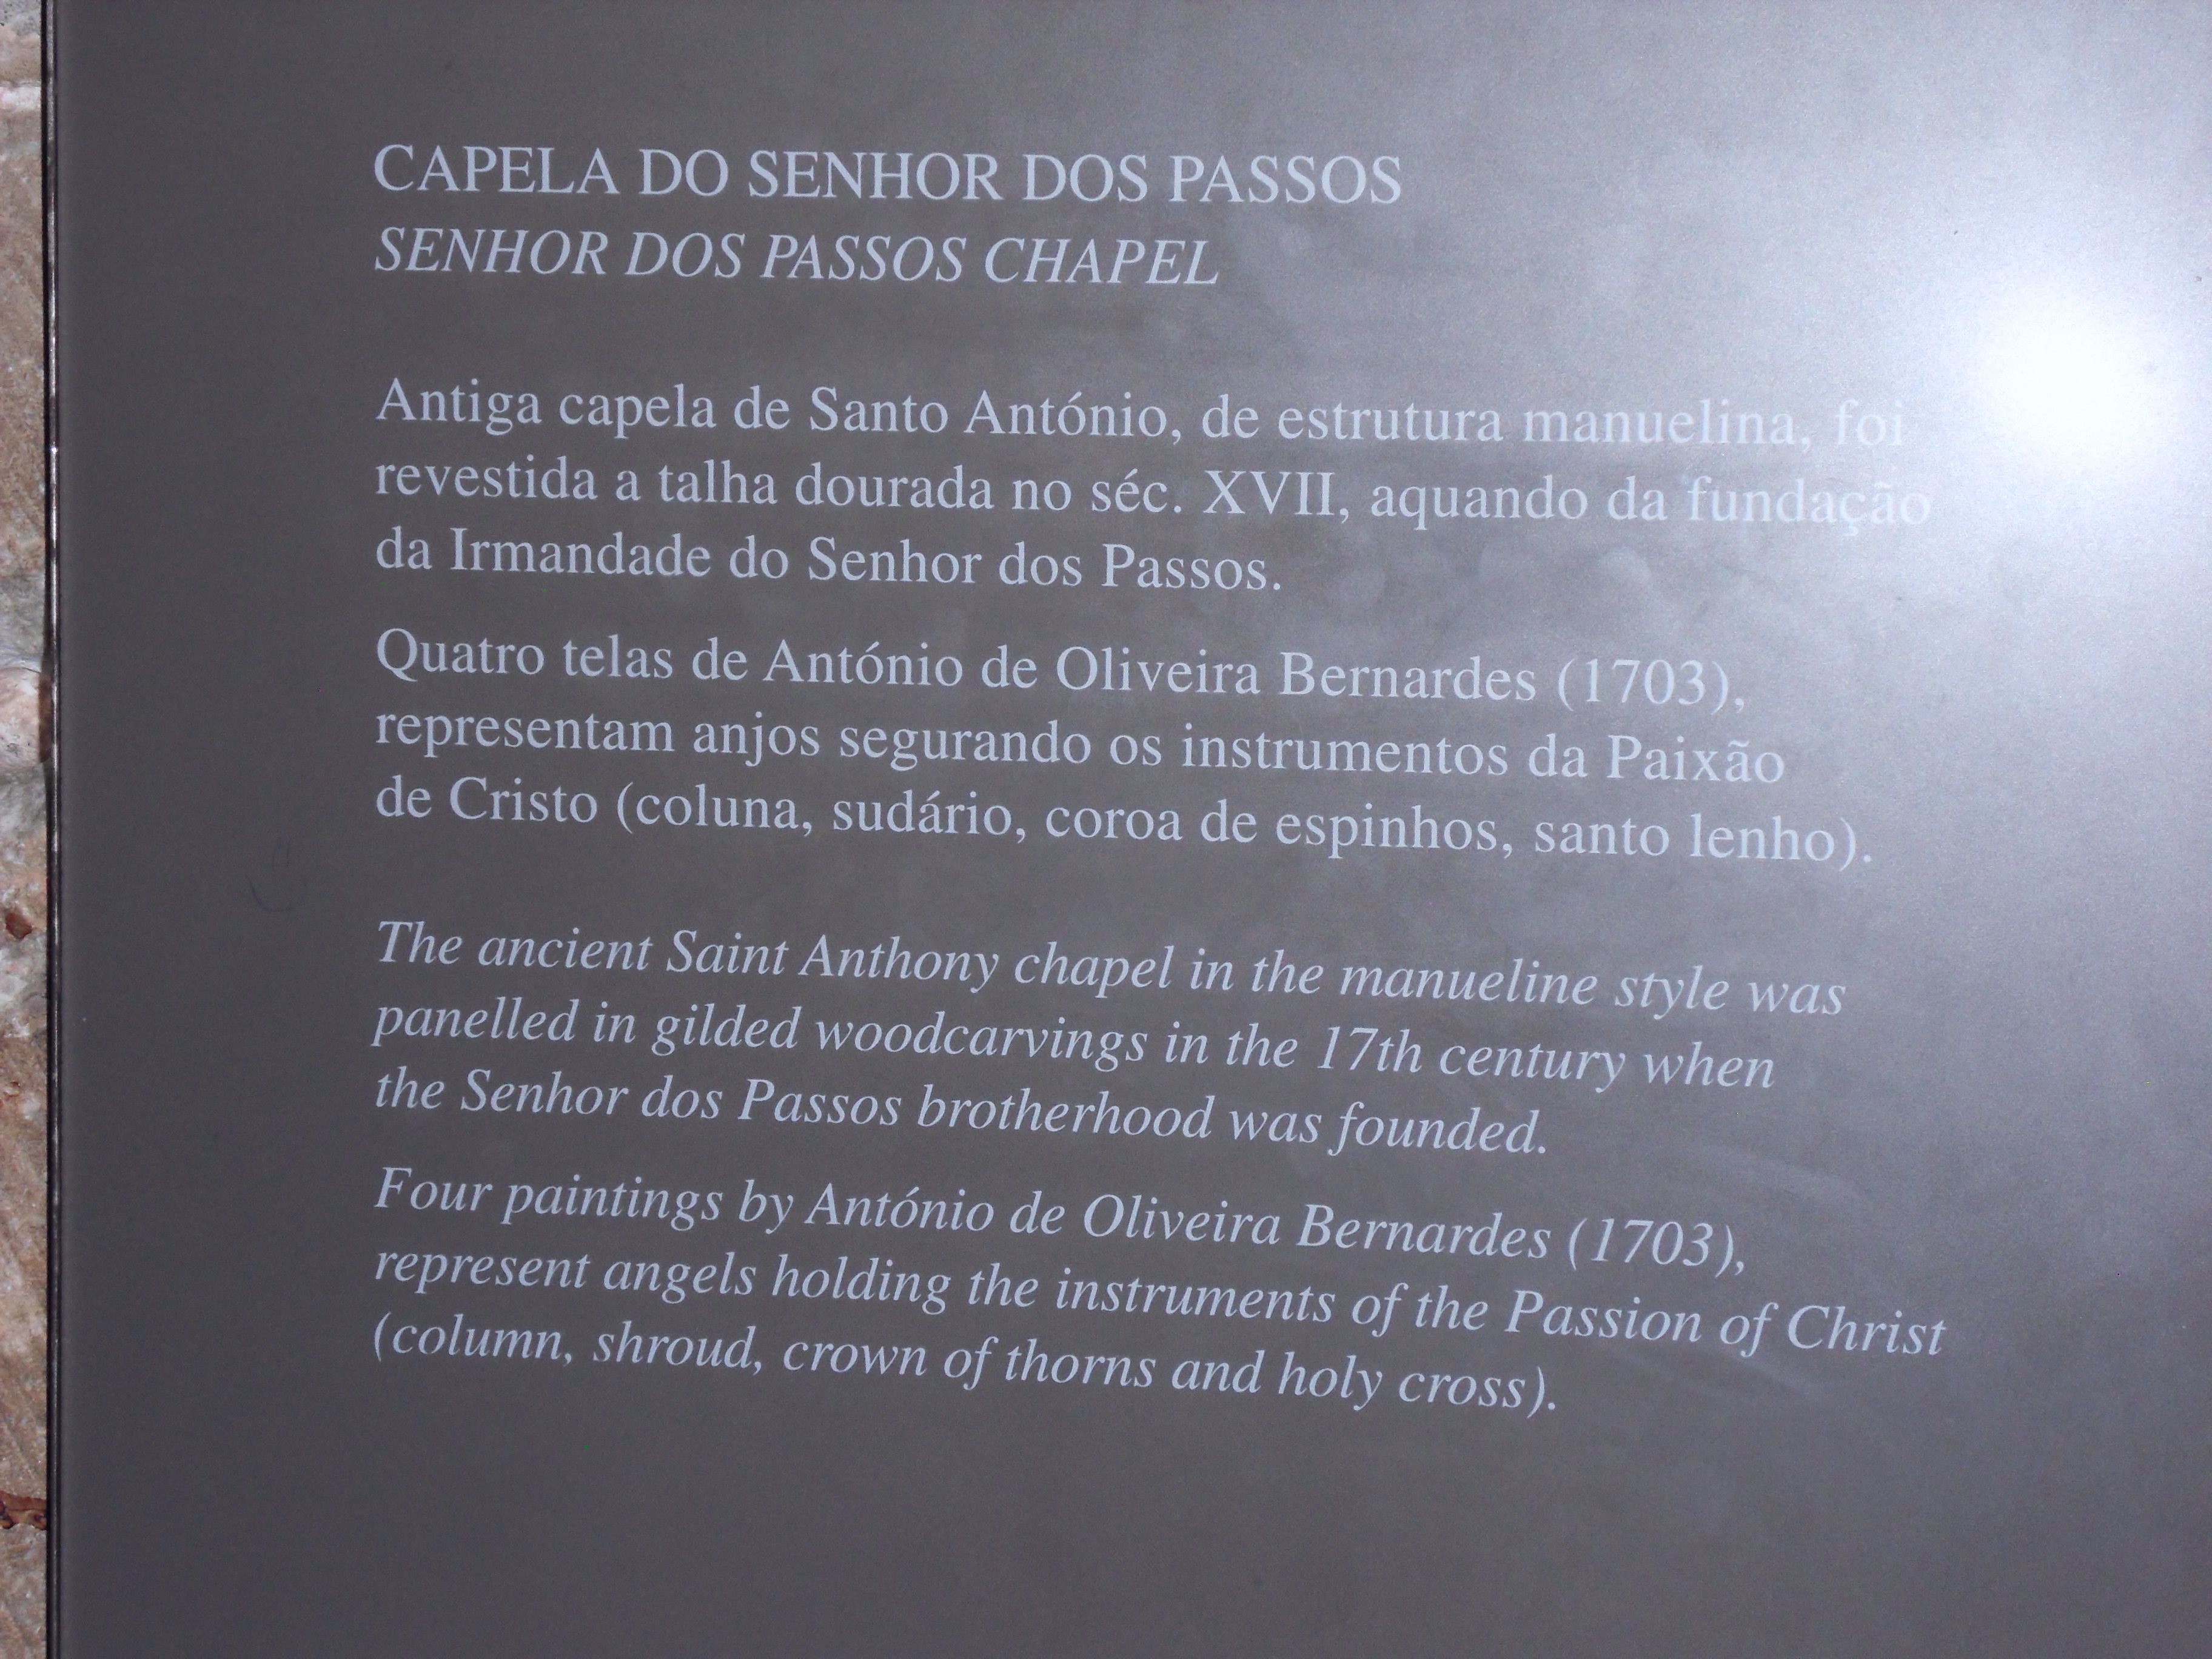 CAPELA DO SENHOR DOS PASSOS
SENHOR DOS PASSOS CHAPEL
Antiga capela de Santo António, de estrutura manuelina, foi
revestida a talha dourada no séc. XVII, aquando da fundação
da Irmandade do Senhor dos Passos.
Quatro telas de António de Oliveira Bernardes (1703),
representam anjos segurando os instrumentos da Paixão
de Cristo (coluna, sudário, coroa de espinhos, santo lenho).
The ancient Saint Anthony chapel in the manueline style was
panelled in gilded woodcarvings in the 17th century when
the Senhor dos Passos brotherhood was founded.
Four paintings by António de Oliveira Bernardes (1703),
represent angels holding the instruments of the Passion of Christ
(column, shroud, crown of thorns and holy cross).